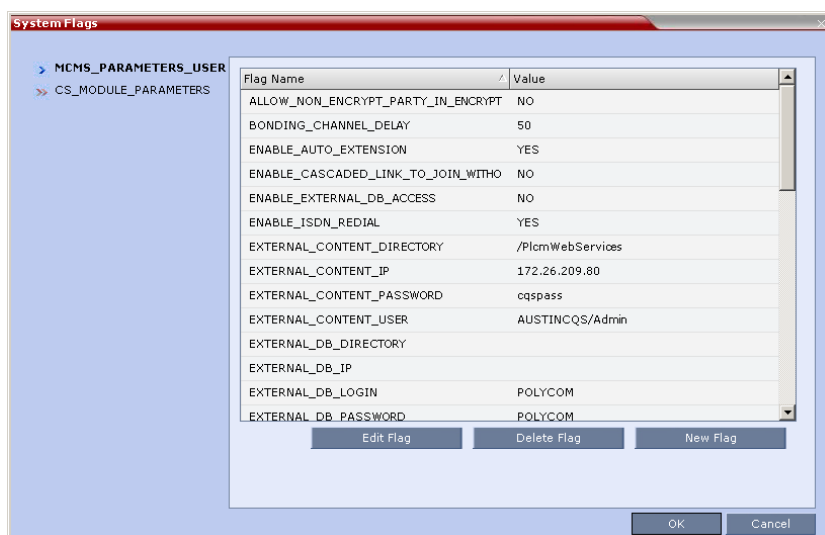 System Flags
MCMS_PARAMETERS_USER
CS_MODULE_PARAMETERS
Flag Name Value
ALLOW_NON_ENCRYPT_PARTY_IN_ENCRYPT NO
BONDING_CHANNEL_DELAY 50
ENABLE_AUTO_EXTENSION YES
ENABLE_CASCADED_LINK_TO_JOIN_WITHO NO
ENABLE_EXTERNAL_DB_ACCESS NO
ENABLE_ISDN_REDIAL YES
EXTERNAL_CONTENT_DIRECTORY /PlcmWebServices
EXTERNAL_CONTENT_IP 172.26.209.80
EXTERNAL_CONTENT_PASSWORD cqspass
EXTERNAL_CONTENT_USER AUSTINCQS/Admin
EXTERNAL_DB_DIRECTORY
EXTERNAL_DB_IP
EXTERNAL_DB_LOGIN POLYCOM
EXTERNAL_DB_PASSWORD POLYCOM
Edit Flag Delete Flag New Flag
OK Cancel